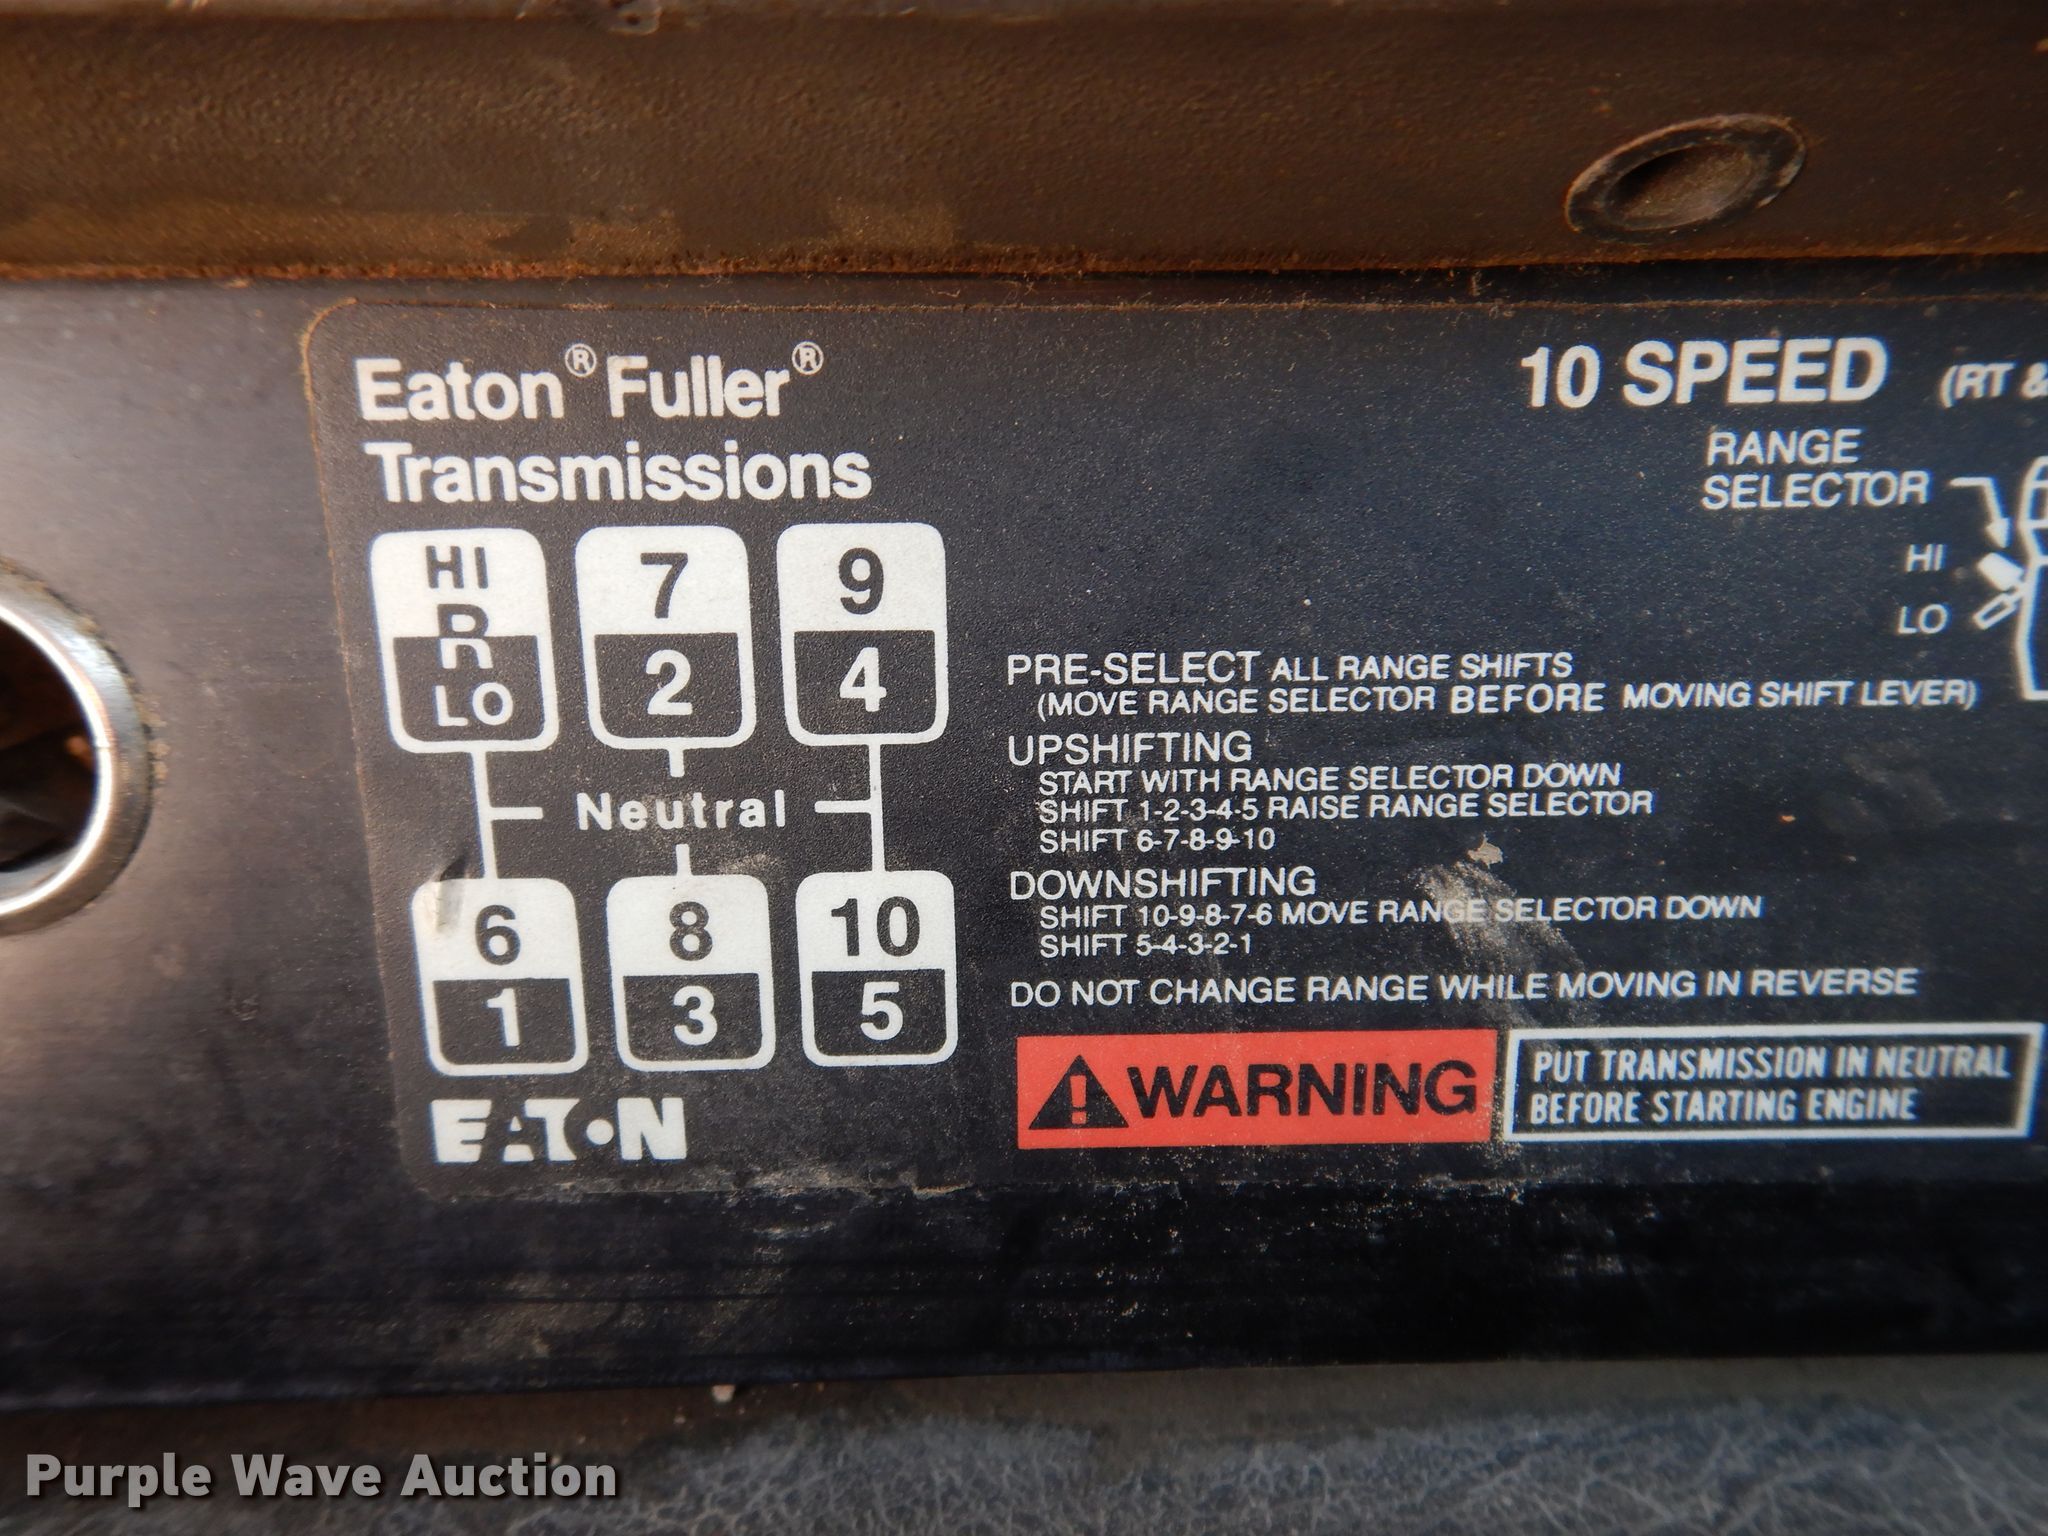 Eaton® Fuller®
Transmissions
HI
R
LO
7
2
9
4
Neutral
6
1
8
3
10
5
EATON
10 SPEED (RT &
RANGE
SELECTOR
HI
LO
PRE-SELECT ALL RANGE SHIFTS
(MOVE RANGE SELECTOR BEFORE MOVING SHIFT LEVER)
UPSHIFTING
START WITH RANGE SELECTOR DOWN
SHIFT 1-2-3-4-5 RAISE RANGE SELECTOR
SHIFT 6-7-8-9-10
DOWNSHIFTING
SHIFT 10-9-8-7-6 MOVE RANGE SELECTOR DOWN
SHIFT 5-4-3-2-1
DO NOT CHANGE RANGE WHILE MOVING IN REVERSE
WARNING
PUT TRANSMISSION IN NEUTRAL
BEFORE STARTING ENGINE
Purple Wave Auction